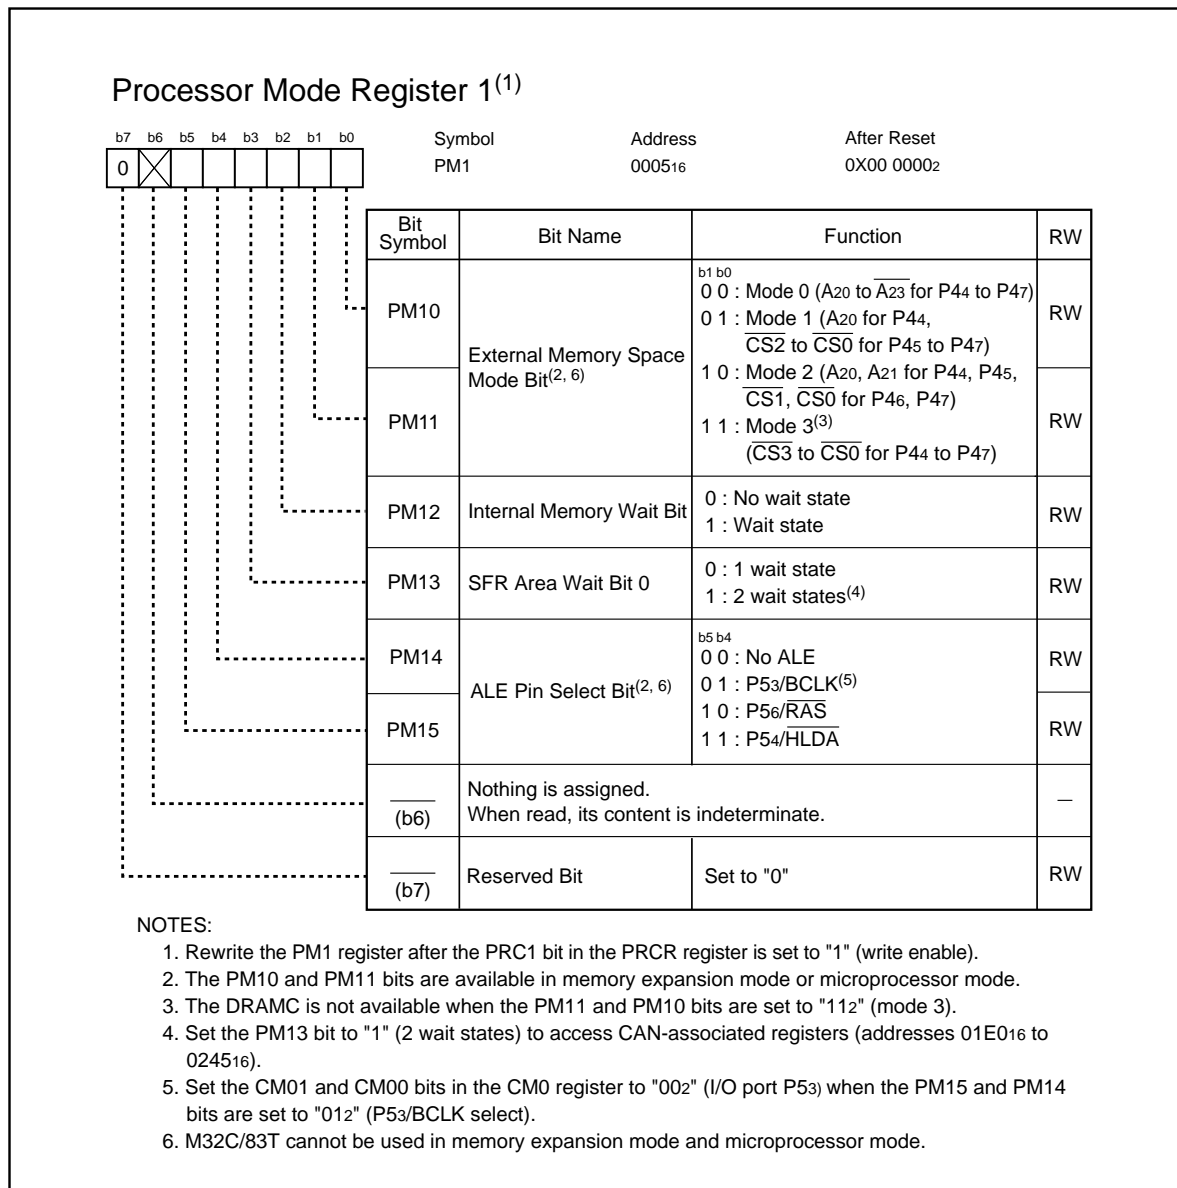 Processor Mode Register 1(1)
b7 b6 b5 b4 b3 b2 b1 b0
0
Symbol Address After Reset
PM1 000516 0X00 00002
Bit Symbol Bit Name Function RW
PM10
PM11
External Memory Space
Mode Bit(2, 6)
b1 b0
0 0 : Mode 0 (A20 to A23 for P44 to P47)
0 1 : Mode 1 (A20 for P44,
CS2 to CS0 for P45 to P47)
1 0 : Mode 2 (A20, A21 for P44, P45,
CS1, CS0 for P46, P47)
1 1 : Mode 3(3)
(CS3 to CS0 for P44 to P47)
RW
RW
PM12 Internal Memory Wait Bit
0 : No wait state
1 : Wait state
RW
PM13 SFR Area Wait Bit 0
0 : 1 wait state
1 : 2 wait states(4)
RW
PM14
PM15
ALE Pin Select Bit(2, 6)
b5 b4
0 0 : No ALE
0 1 : P53/BCLK(5)
1 0 : P56/RAS
1 1 : P54/HLDA
RW
RW
(b6)
Nothing is assigned.
When read, its content is indeterminate.
—
(b7)
Reserved Bit Set to "0" RW
NOTES:
1. Rewrite the PM1 register after the PRC1 bit in the PRCR register is set to "1" (write enable).
2. The PM10 and PM11 bits are available in memory expansion mode or microprocessor mode.
3. The DRAMC is not available when the PM11 and PM10 bits are set to "112" (mode 3).
4. Set the PM13 bit to "1" (2 wait states) to access CAN-associated registers (addresses 01E016 to
024516).
5. Set the CM01 and CM00 bits in the CM0 register to "002" (I/O port P53) when the PM15 and PM14
bits are set to "012" (P53/BCLK select).
6. M32C/83T cannot be used in memory expansion mode and microprocessor mode.